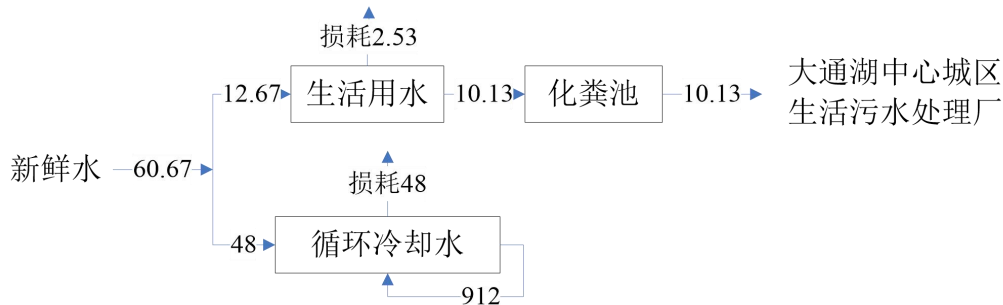 损耗2.53
12.67
生活用水
10.13
化粪池
10.13
大通湖中心城区
生活污水处理厂
新鲜水
60.67
损耗48
48
循环冷却水
912